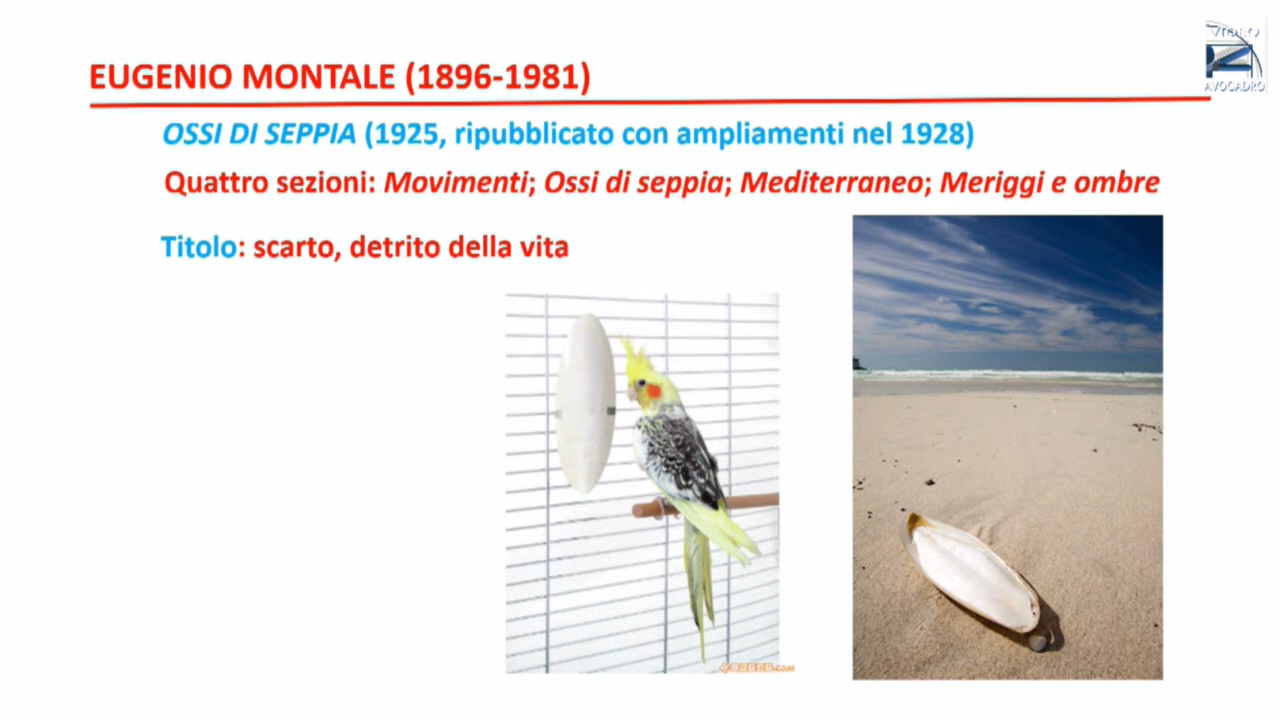 VIDEO
AVOGADRO
EUGENIO MONTALE (1896-1981)
OSSI DI SEPPIA (1925, ripubblicato con ampliamenti nel 1928)
Quattro sezioni: Movimenti; Ossi di seppia; Mediterraneo; Meriggi e ombre
Titolo: scarto, detrito della vita